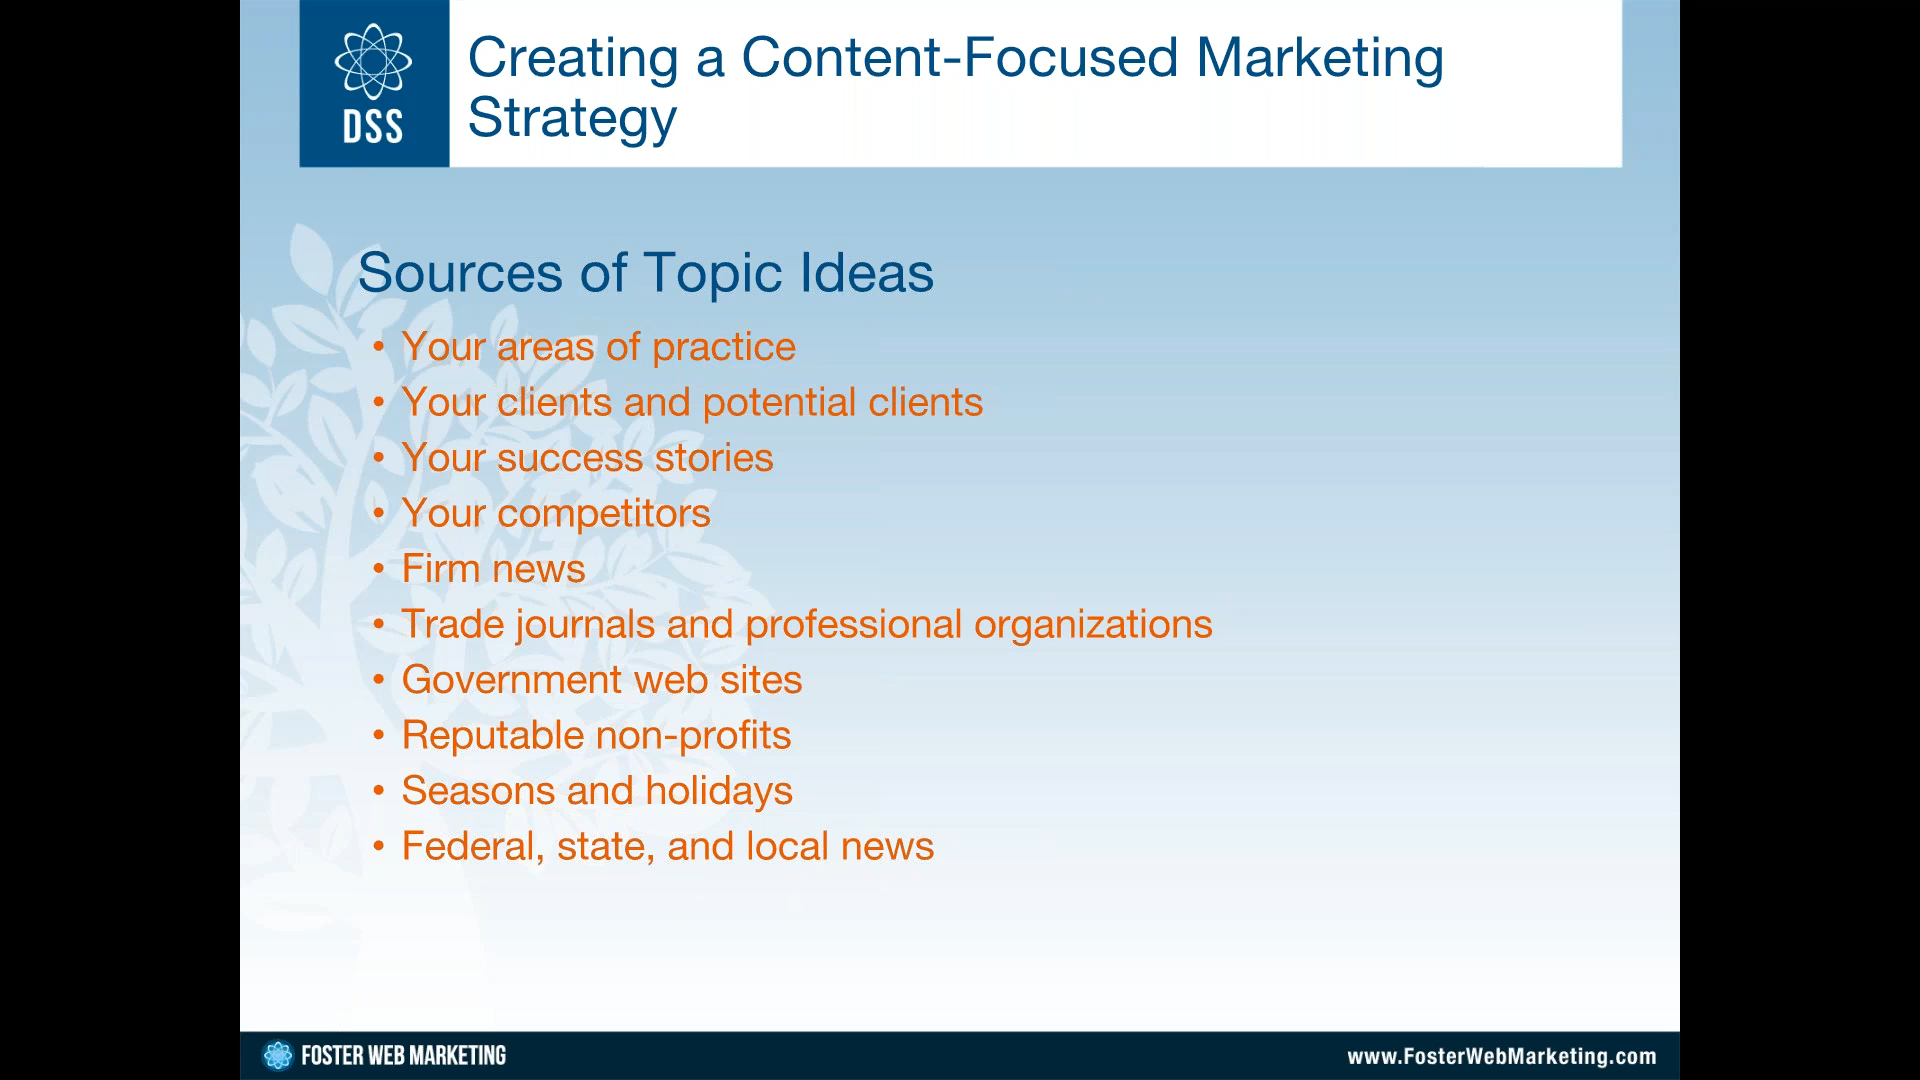 DSS
Creating a Content-Focused Marketing
Strategy
Sources of Topic Ideas
• Your areas of practice
• Your clients and potential clients
• Your success stories
• Your competitors
• Firm news
• Trade journals and professional organizations
• Government web sites
• Reputable non-profits
• Seasons and holidays
• Federal, state, and local news
FOSTER WEB MARKETING
www.FosterWebMarketing.com